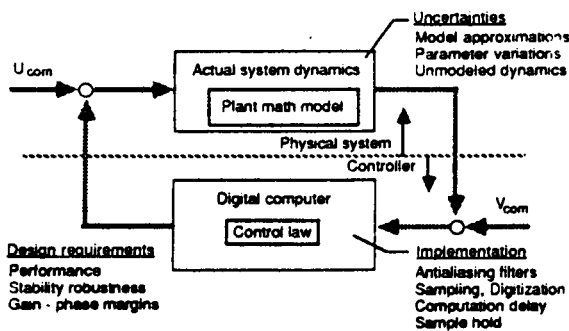 Uncertainties
Model approximations
Parameter variations
Unmodeled dynamics
U com
Actual system dynamics
Plant math model
Physical system
Controller
Digital computer
Control law
V com
Design requirements
Performance
Stability robustness
Gain - phase margins
Implementation
Antialiasing filters
Sampling, Digitization
Computation delay
Sample hold